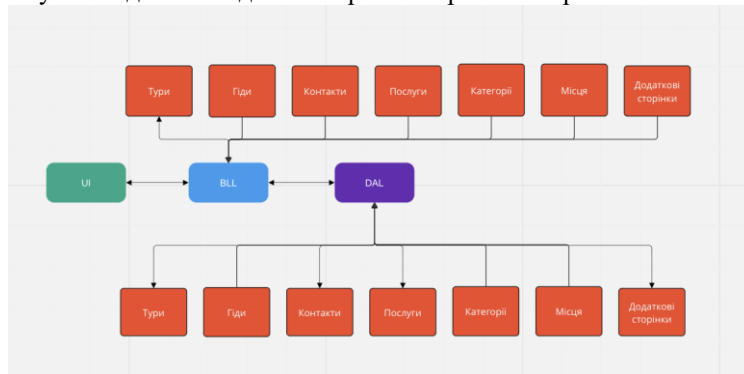 Тури
Гіди
Контакти
Послуги
Категорії
Місця
Додаткові
сторінки
UI
BLL
DAL
Тури
Гіди
Контакти
Послуги
Категорії
Місця
Додаткові
сторінки